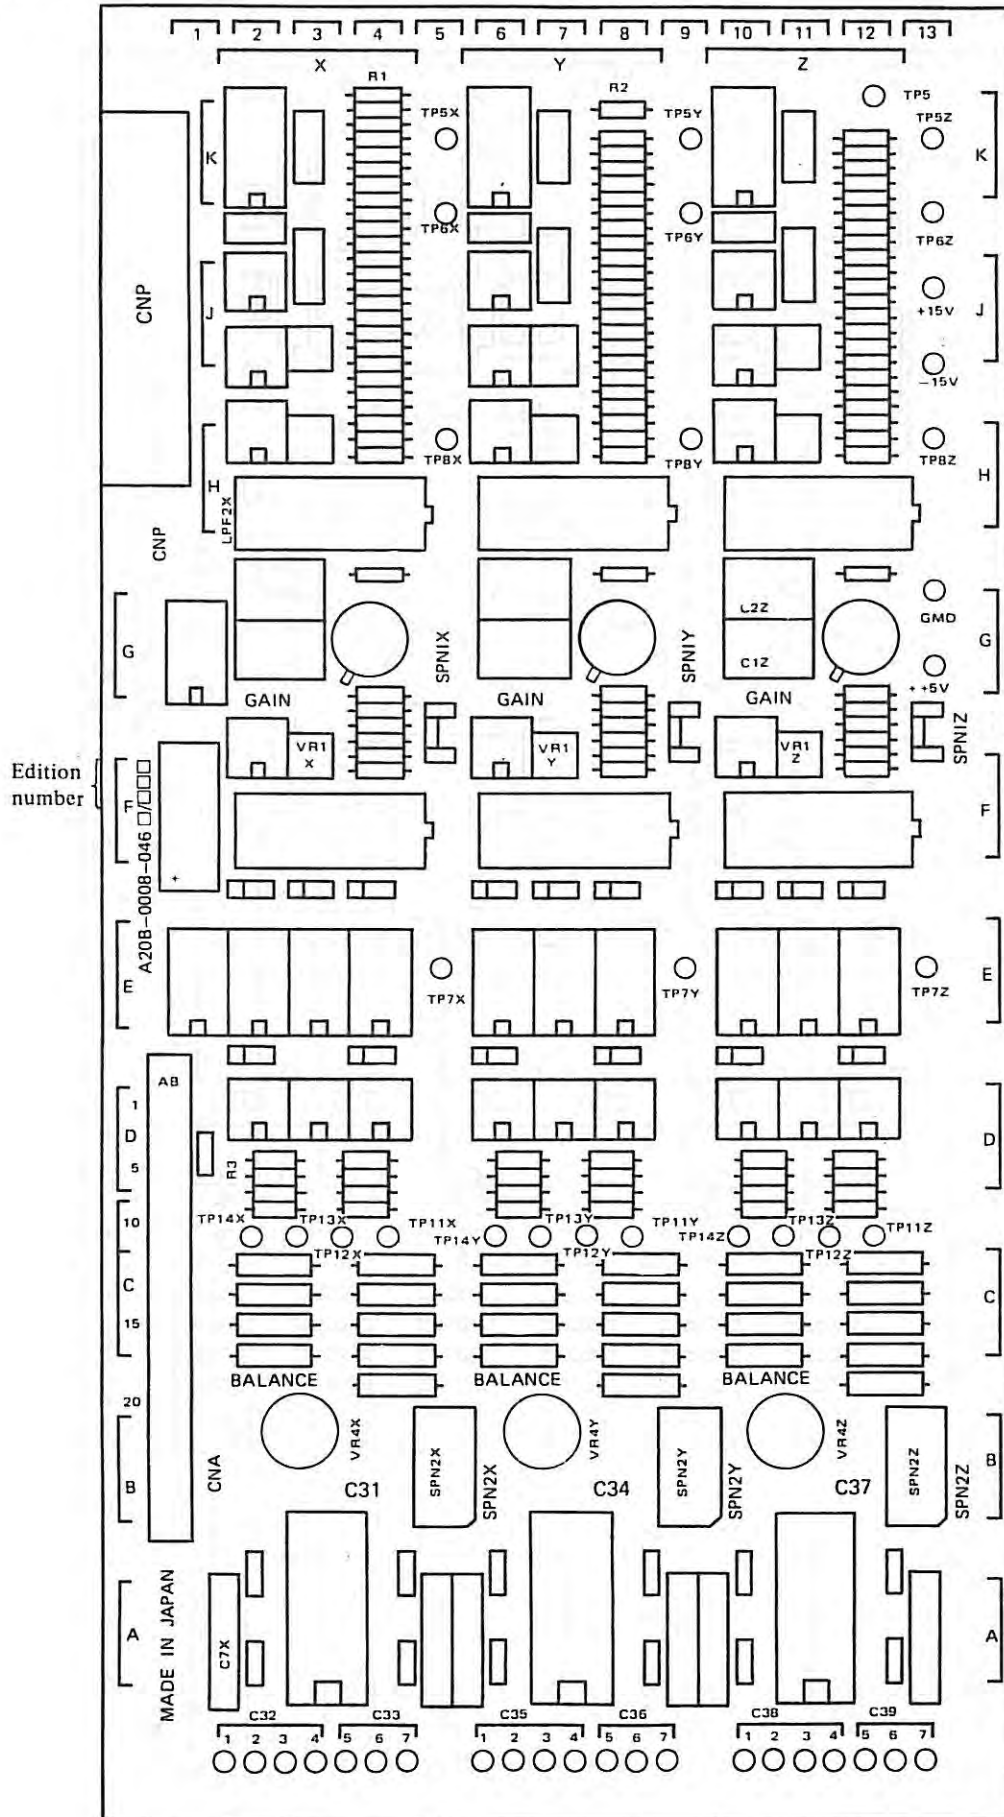 1 2 3 4 5 6 7 8 9 10 11 12 13
X Y Z
R1 R2 TP5
TP5X TP5Y TP5Z
K K
TP6X TP6Y TP6Z
CNP
J J
+15V
−15V
TP8X TP8Y TP8Z
H H
LPF2X
CNP
L2Z
GMD
G G
SPNIX SPNIY
C1Z
++5V
GAIN GAIN GAIN
VR1 X VR1 Y VR1 Z
SPNIZ
Edition
number
F F
A20B−0008−046 □/□□□
+
E E
TP7X TP7Y TP7Z
AB
1
D D
5
R3
10
TP14X TP13X TP11X TP14Y TP13Y TP11Y TP14Z TP13Z TP11Z
TP12X TP12Y TP12Z
C C
15
BALANCE BALANCE BALANCE
20
VR4X VR4Y VR4Z
SPN2X SPN2Y SPN2Z
B B
CNA
C31 C34 C37
SPN2X SPN2Y SPN2Z
MADE IN JAPAN
A A
C7X
C32 C33 C35 C36 C38 C39
1 2 3 4 5 6 7 1 2 3 4 5 6 7 1 2 3 4 5 6 7